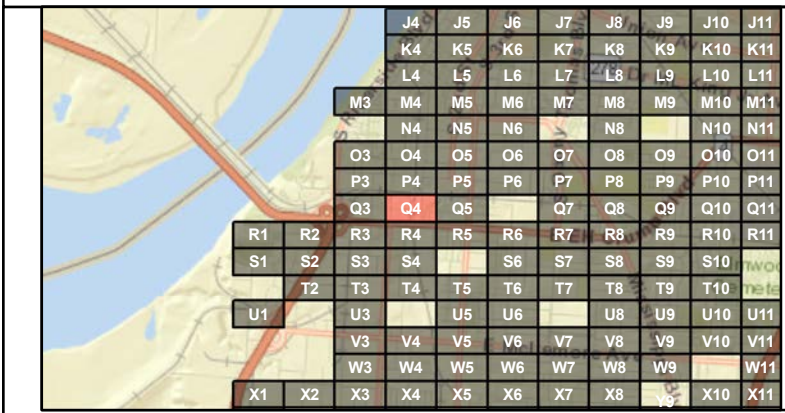 J4 J5 J6 J7 J8 J9 J10 J11
K4 K5 K6 K7 K8 K9 K10 K11
L4 L5 L6 L7 L8 L9 L10 L11
M3 M4 M5 M6 M7 M8 M9 M10 M11
N4 N5 N6 N8 N10 N11
O3 O4 O5 O6 O7 O8 O9 O10 O11
P3 P4 P5 P6 P7 P8 P9 P10 P11
Q3 Q4 Q5 Q7 Q8 Q9 Q10 Q11
R1 R2 R3 R4 R5 R6 R7 R8 R9 R10 R11
S1 S2 S3 S4 S6 S7 S8 S9 S10
T2 T3 T4 T5 T6 T7 T8 T9 T10
U1 U3 U5 U6 U8 U9 U10 U11
V3 V4 V5 V6 V7 V8 V9 V10 V11
W3 W4 W5 W6 W7 W8 W9 W11
X1 X2 X3 X4 X5 X6 X7 X8 Y9 X10 X11